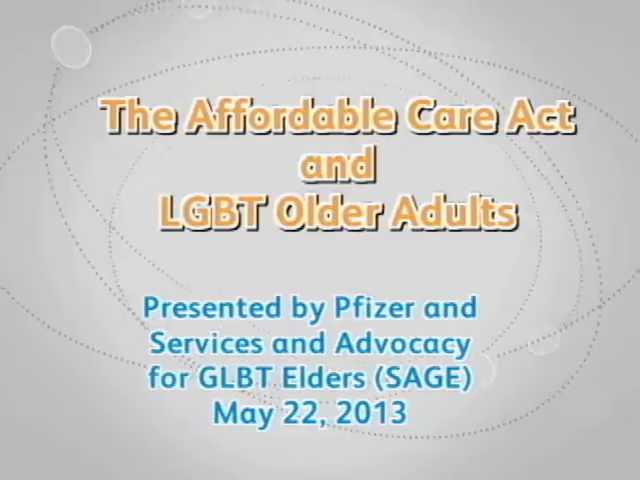 The Affordable Care Act
and
LGBT Older Adults
Presented by Pfizer and
Services and Advocacy
for GLBT Elders (SAGE)
May 22, 2013